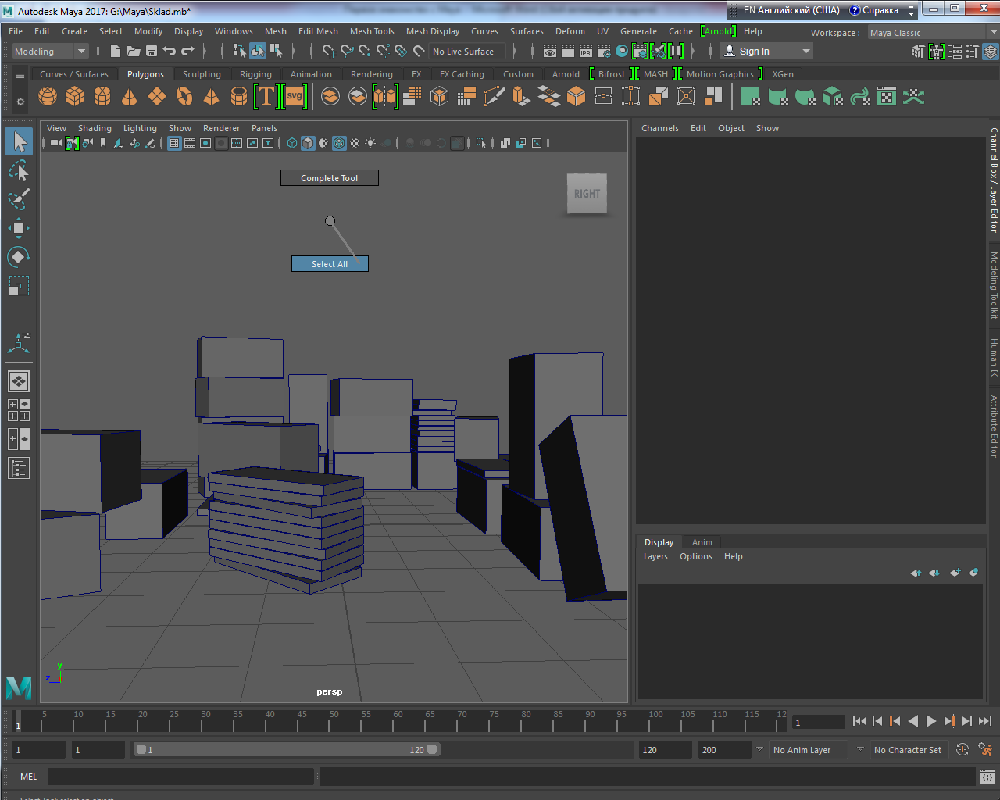 Autodesk Maya 2017: G:\Maya\Sklad.mb*
EN Английский (США)
Справка
File Edit Create Select Modify Display Windows Mesh Edit Mesh Mesh Tools Mesh Display Curves Surfaces Deform UV Generate Cache [Arnold] Help
Workspace : Maya Classic
Modeling
No Live Surface
IPR
Sign In
Curves / Surfaces Polygons Sculpting Rigging Animation Rendering FX FX Caching Custom Arnold Bifrost MASH Motion Graphics XGen
T svg
View Shading Lighting Show Renderer Panels
Channels Edit Object Show
Complete Tool
RIGHT
Select All
Channel Box / Layer Editor
Modeling Toolkit
Human IK
Attribute Editor
Display Anim
Layers Options Help
y
z
persp
5 10 15 20 25 30 35 40 45 50 55 60 65 70 75 80 85 90 95 100 105 110 115 12
1
1
1
1
1
120
120
200
No Anim Layer
No Character Set
MEL
Select Tool: select an object